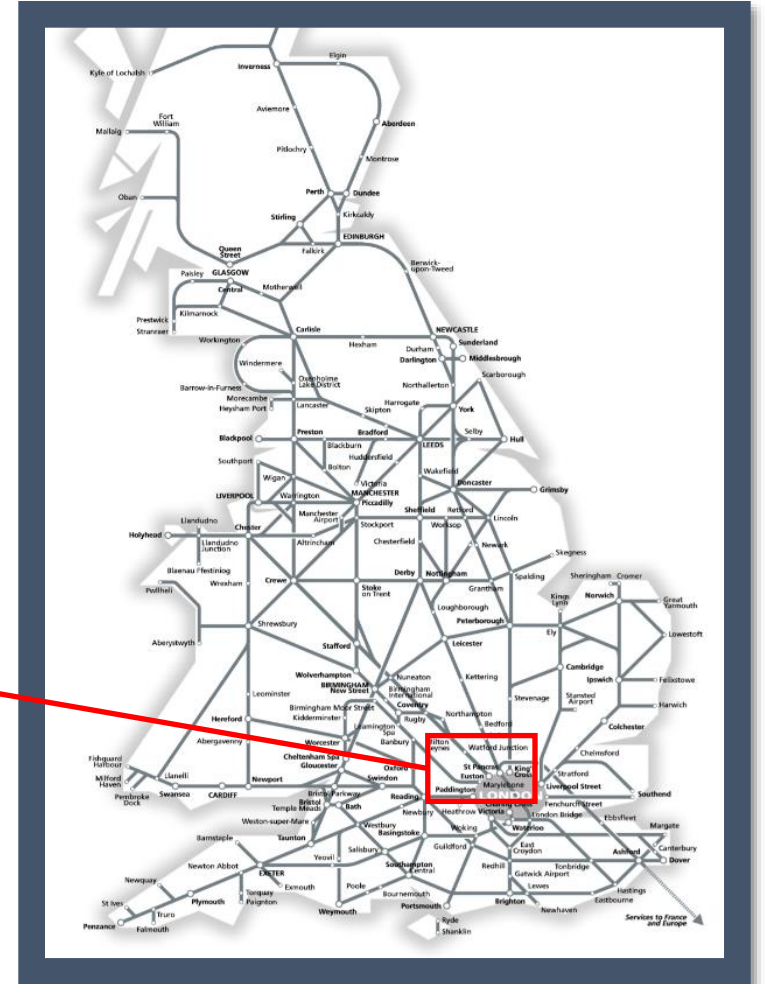 Elgin
Inverness
Kyle of Lochalsh
Aviemore
Fort
William
Aberdeen
Mallaig
Pitlochry
Montrose
Perth
Dundee
Oban
Stirling
Kirkcaldy
EDINBURGH
Queen
Street
Falkirk
Berwick-
upon-Tweed
Paisley
GLASGOW
Central
Motherwell
Prestwick
Kilmarnock
Stranraer
Carlisle
NEWCASTLE
Workington
Hexham
Sunderland
Durham
Darlington
Middlesbrough
Windermere
Scarborough
Oxenholme
Lake District
Northallerton
Barrow-in-Furness
Morecambe
Heysham Port
Lancaster
Harrogate
Skipton
York
Blackpool
Preston
Bradford
Selby
Hull
Blackburn
LEEDS
Huddersfield
Southport
Bolton
Wakefield
Wigan
Victoria
Doncaster
LIVERPOOL
Warrington
MANCHESTER
Piccadilly
Grimsby
Manchester
Airport
Sheffield
Retford
Llandudno
Stockport
Worksop
Lincoln
Holyhead
Chester
Llandudno
Junction
Altrincham
Chesterfield
Newark
Skegness
Blaenau Ffestiniog
Derby
Nottingham
Pwllheli
Wrexham
Crewe
Stoke
on Trent
Grantham
Spalding
Sheringham
Cromer
Kings
Lynn
Norwich
Great
Yarmouth
Loughborough
Aberystwyth
Shrewsbury
Peterborough
Ely
Lowestoft
Stafford
Leicester
Wolverhampton
Cambridge
BIRMINGHAM
New Street
Nuneaton
Kettering
Ipswich
Felixstowe
Birmingham
International
Leominster
Coventry
Stevenage
Stansted
Airport
Harwich
Birmingham Moor Street
Kidderminster
Rugby
Northampton
Hereford
Leamington
Spa
Bedford
Colchester
Abergavenny
Worcester
Banbury
Milton
Keynes
Watford Junction
Chelmsford
Fishguard
Harbour
Cheltenham Spa
Gloucester
Oxford
St Pancras
King's
Cross
Euston
Stratford
Milford
Haven
Llanelli
Newport
Swindon
Marylebone
Paddington
Liverpool Street
Pembroke
Dock
Swansea
CARDIFF
Bristol Parkway
Reading
LONDON
Southend
Bristol
Temple Meads
Bath
Newbury
Heathrow
Victoria
Charing Cross
Fenchurch Street
Weston-super-Mare
London Bridge
Ebbsfleet
Westbury
Basingstoke
Woking
Waterloo
Margate
Barnstaple
Taunton
East
Croydon
Canterbury
Yeovil
Salisbury
Guildford
Ashford
Dover
Newton Abbot
Redhill
Tonbridge
EXETER
Southampton
Central
Gatwick Airport
Newquay
Exmouth
Poole
Lewes
Hastings
St Ives
Plymouth
Torquay
Paignton
Bournemouth
Eastbourne
Truro
Weymouth
Portsmouth
Brighton
Newhaven
Penzance
Falmouth
Ryde
Shanklin
Services to France
and Europe